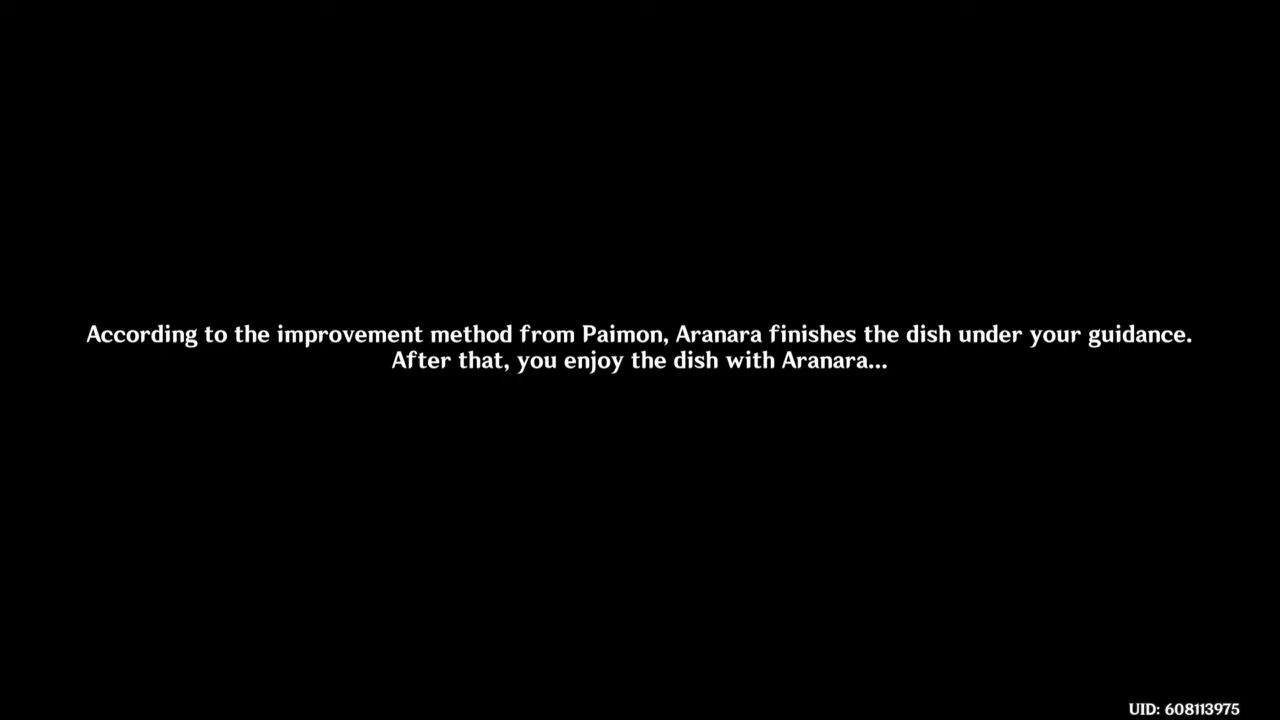 According to the improvement method from Paimon, Aranara finishes the dish under your guidance.
After that, you enjoy the dish with Aranara...
UID: 608113975